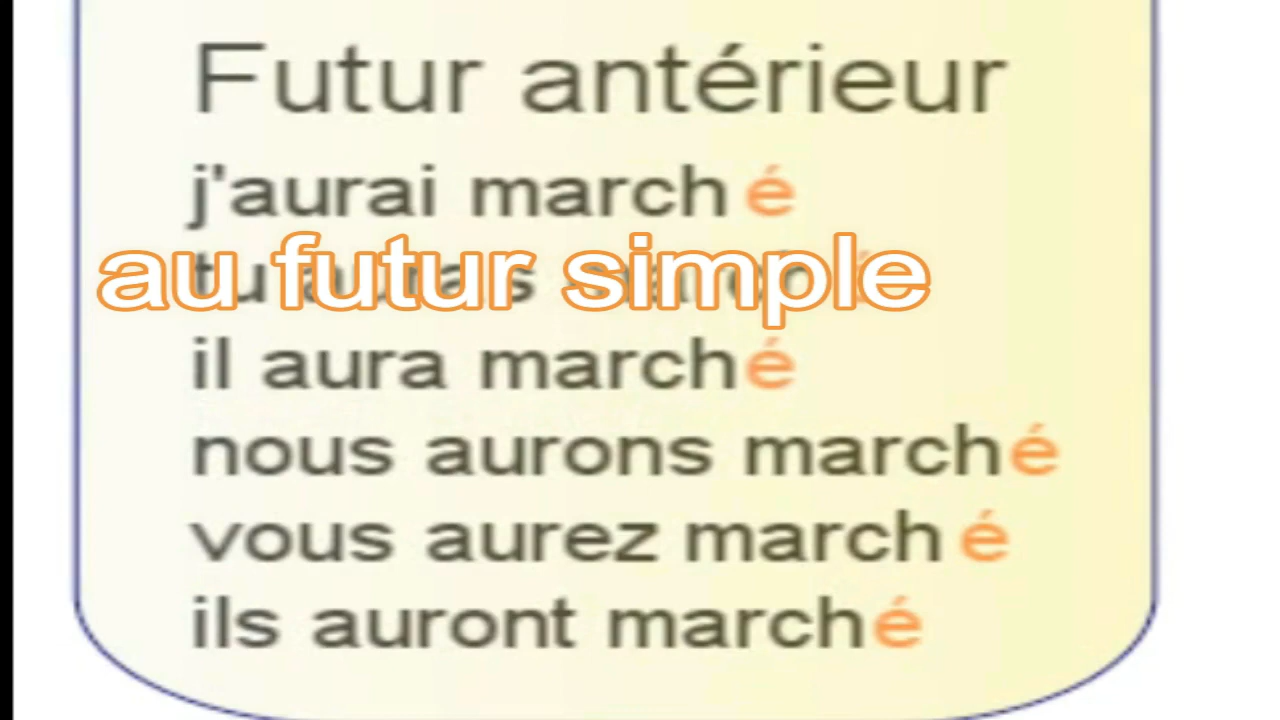 Futur antérieur
j'aurai marché
au futur simple
il aura marché
nous aurons marché
vous aurez marché
ils auront marché